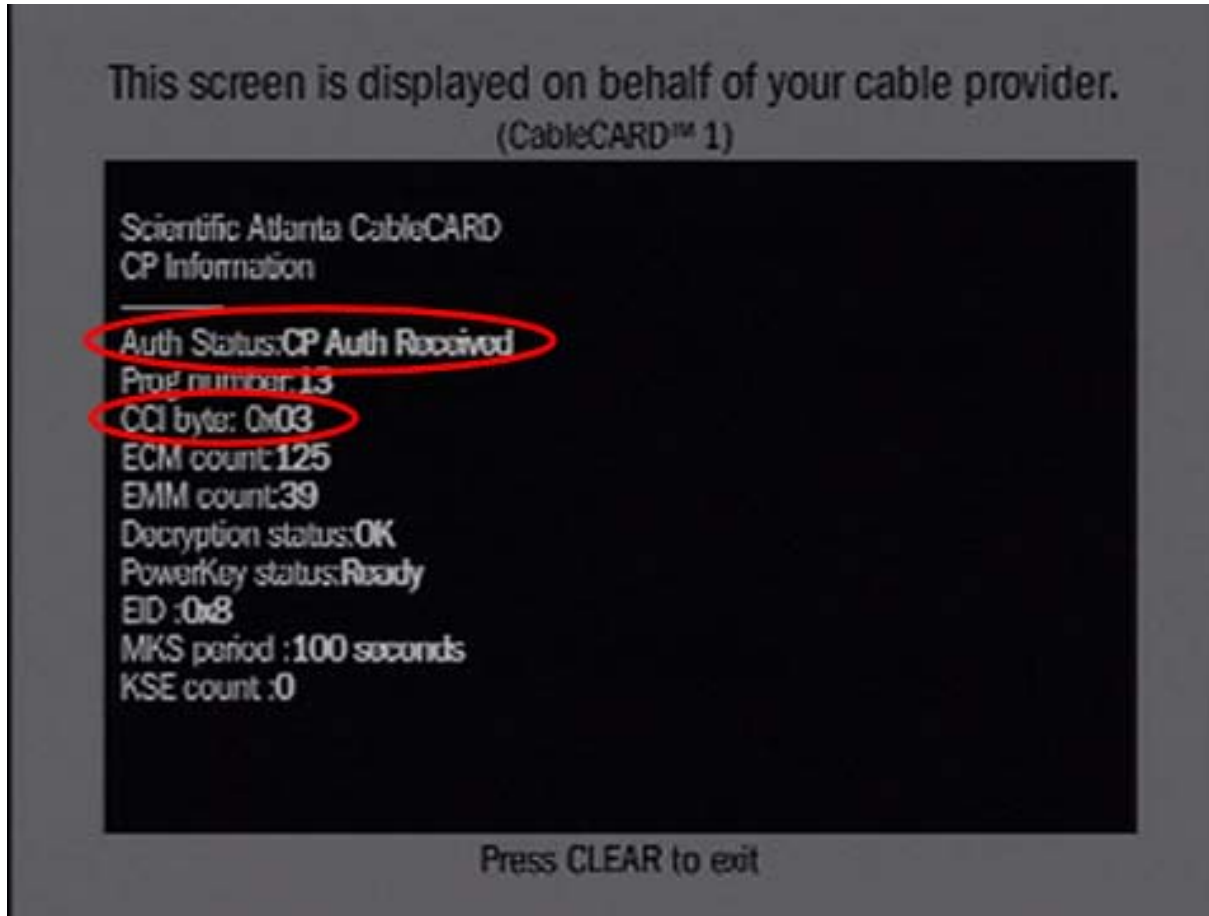 This screen is displayed on behalf of your cable provider.
(CableCARD™ 1)
Scientific Atlanta CableCARD
CP Information
Auth Status:CP Auth Received
Prog number:13
CCI byte: 0x03
ECM count:125
EMM count:39
Decryption status:OK
PowerKey status:Ready
EID :0x8
MKS period :100 seconds
KSE count :0
Press CLEAR to exit